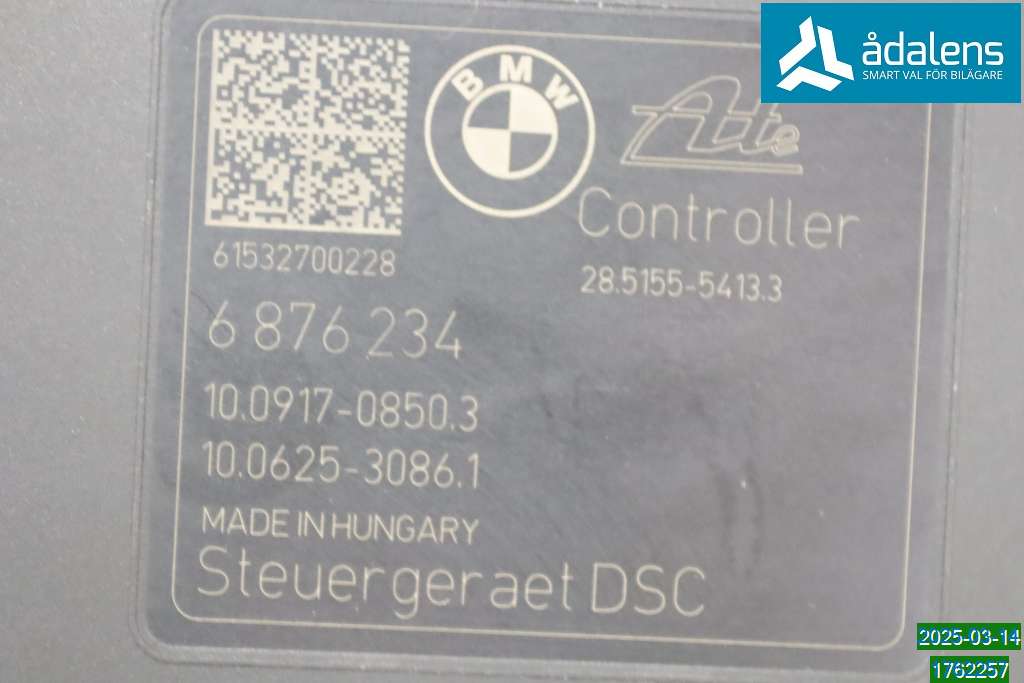 ådalens
SMART VAL FÖR BILÄGARE
BMW
Ate
Controller
61532700228
28.5155-5413.3
6 876 234
10.0917-0850.3
10.0625-3086.1
MADE IN HUNGARY
Steuergeraet DSC
2025-03-14
1762257